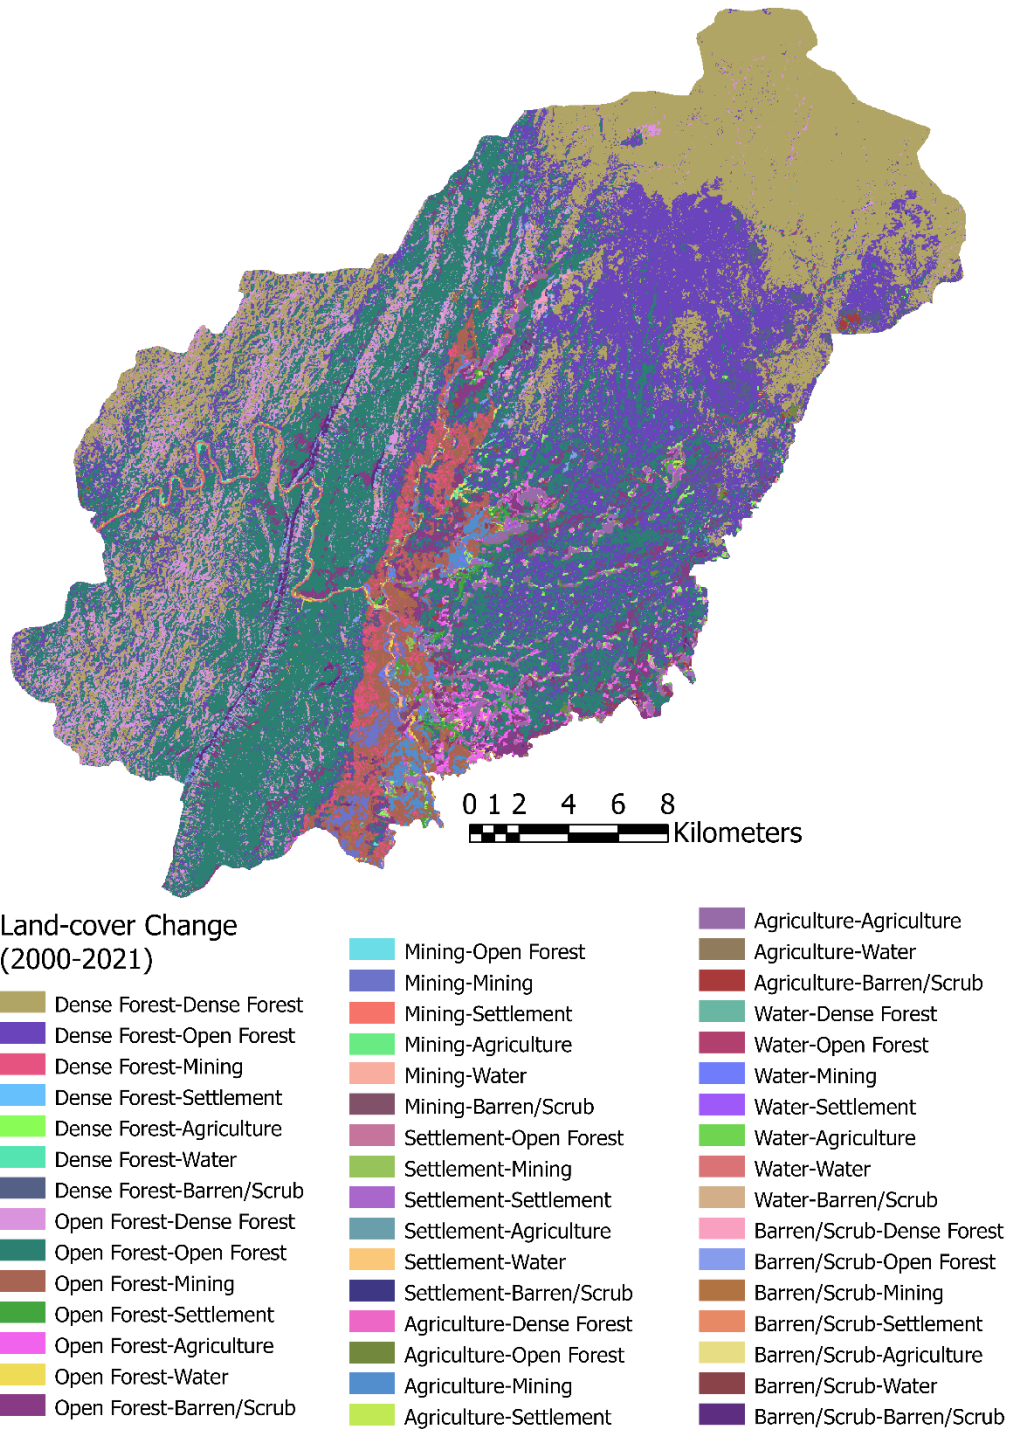 0 1 2 4 6 8
Kilometers
Land-cover Change
(2000-2021)
Dense Forest-Dense Forest
Dense Forest-Open Forest
Dense Forest-Mining
Dense Forest-Settlement
Dense Forest-Agriculture
Dense Forest-Water
Dense Forest-Barren/Scrub
Open Forest-Dense Forest
Open Forest-Open Forest
Open Forest-Mining
Open Forest-Settlement
Open Forest-Agriculture
Open Forest-Water
Open Forest-Barren/Scrub
Mining-Open Forest
Mining-Mining
Mining-Settlement
Mining-Agriculture
Mining-Water
Mining-Barren/Scrub
Settlement-Open Forest
Settlement-Mining
Settlement-Settlement
Settlement-Agriculture
Settlement-Water
Settlement-Barren/Scrub
Agriculture-Dense Forest
Agriculture-Open Forest
Agriculture-Mining
Agriculture-Settlement
Agriculture-Agriculture
Agriculture-Water
Agriculture-Barren/Scrub
Water-Dense Forest
Water-Open Forest
Water-Mining
Water-Settlement
Water-Agriculture
Water-Water
Water-Barren/Scrub
Barren/Scrub-Dense Forest
Barren/Scrub-Open Forest
Barren/Scrub-Mining
Barren/Scrub-Settlement
Barren/Scrub-Agriculture
Barren/Scrub-Water
Barren/Scrub-Barren/Scrub